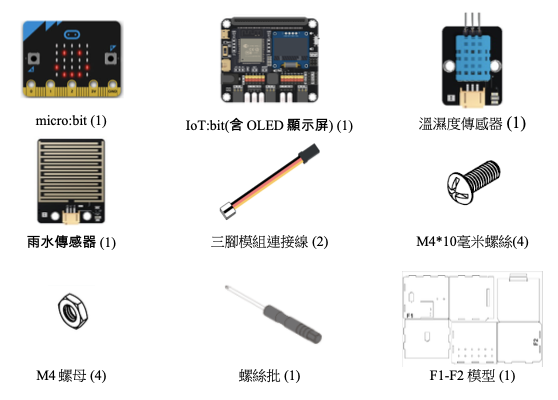 micro:bit (1)
IoT:bit(含 OLED 顯示屏) (1)
溫濕度傳感器 (1)
雨水傳感器 (1)
三腳模組連接線 (2)
M4*10毫米螺絲(4)
F1
F2
M4 螺母 (4)
螺絲批 (1)
F1-F2 模型 (1)